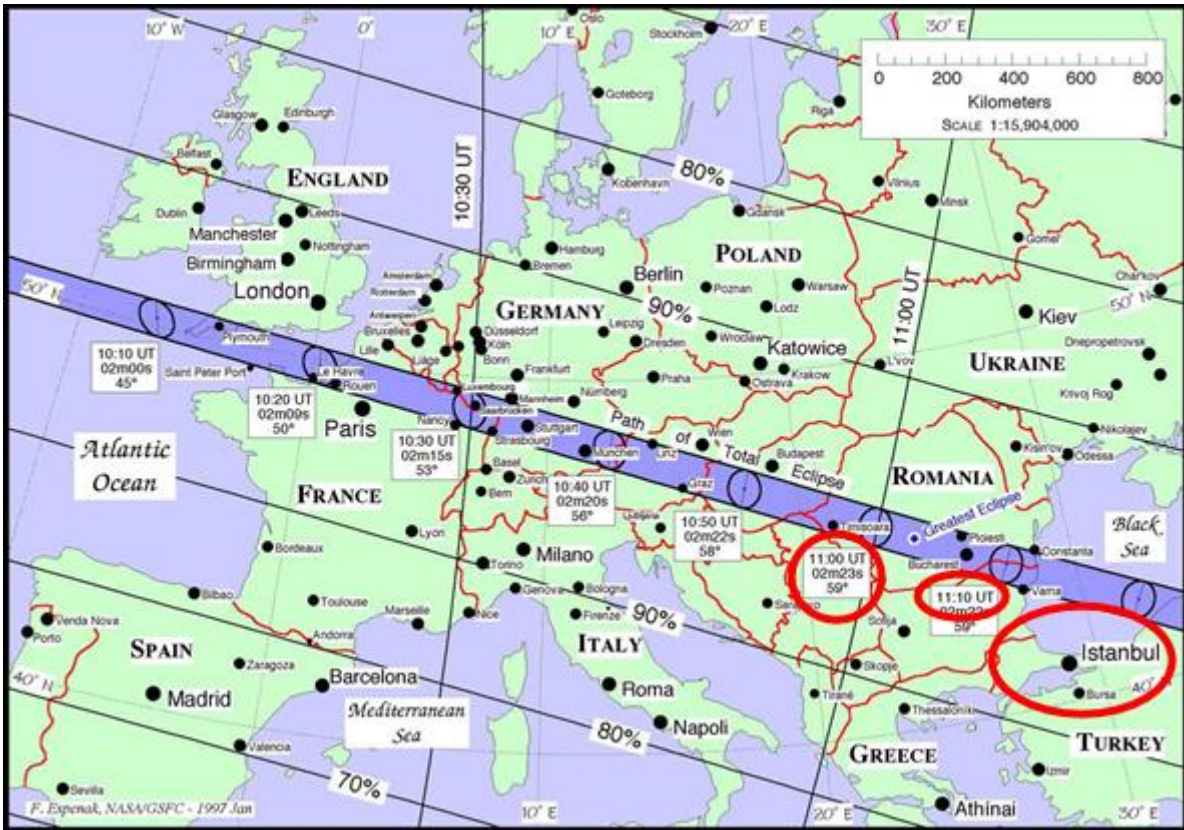 10° W
0°
10° E
20° E
30° E
Oslo
Stockholm
0 200 400 600 800
Kilometers
SCALE 1:15,904,000
Goteborg
Riga
Glasgow
Edinburgh
Belfast
ENGLAND
10:30 UT
80%
Kobenhavn
Vilnius
Minsk
Dublin
Leeds
Manchester
Nottingham
Birmingham
Gdansk
Gomel
POLAND
Hamburg
Bremen
Amsterdam
Rotterdam
Berlin
Poznan
Warsaw
Lodz
11:00 UT
Char'kov
50° N
50° N
London
GERMANY
Antwerpen
Bruxelles
Lille
Liàge
Düsseldorf
Köln
Bonn
Leipzig
Dresden
90%
Wroclaw
Katowice
Krakow
Ostrava
L'vov
Kiev
UKRAINE
Dnepropetrovsk
Krivoj Rog
Plymouth
10:10 UT
02m00s
45°
Saint Peter Port
Le Havre
Rouen
10:20 UT
02m09s
50°
Paris
Luxembourg
Frankfurt
Mannheim
Saarbrücken
Nürnberg
Praha
Nancy
Strasbourg
Stuttgart
10:30 UT
02m15s
53°
Path of Total Eclipse
München
Linz
Wien
Budapest
Nikolajev
Kisin'ov
Odessa
Atlantic
Ocean
FRANCE
Basel
Zurich
Bern
10:40 UT
02m20s
56°
Graz
Ljubljana
10:50 UT
02m22s
58°
ROMANIA
Timisoara
Greatest Eclipse
Ploiesti
Bucharest
Constanta
Black
Sea
Lyon
Milano
Torino
Genova
Bologna
Bordeaux
11:00 UT
02m23s
59°
11:10 UT
02m22s
59°
Varna
Bilbao
Toulouse
Marseille
Nice
Firenze
90%
Sofija
Venda Nova
Porto
SPAIN
Andorra
Zaragoza
Barcelona
ITALY
Skopje
Istanbul
Bursa
40°
40° N
Madrid
Mediterranean
Sea
Roma
Tiranë
Thessaloniki
Napoli
80%
GREECE
TURKEY
Valencia
70%
Izmir
Sevilla
F. Espenak, NASA/GSFC - 1997 Jan
10° E
20° E
Athínai
30° E